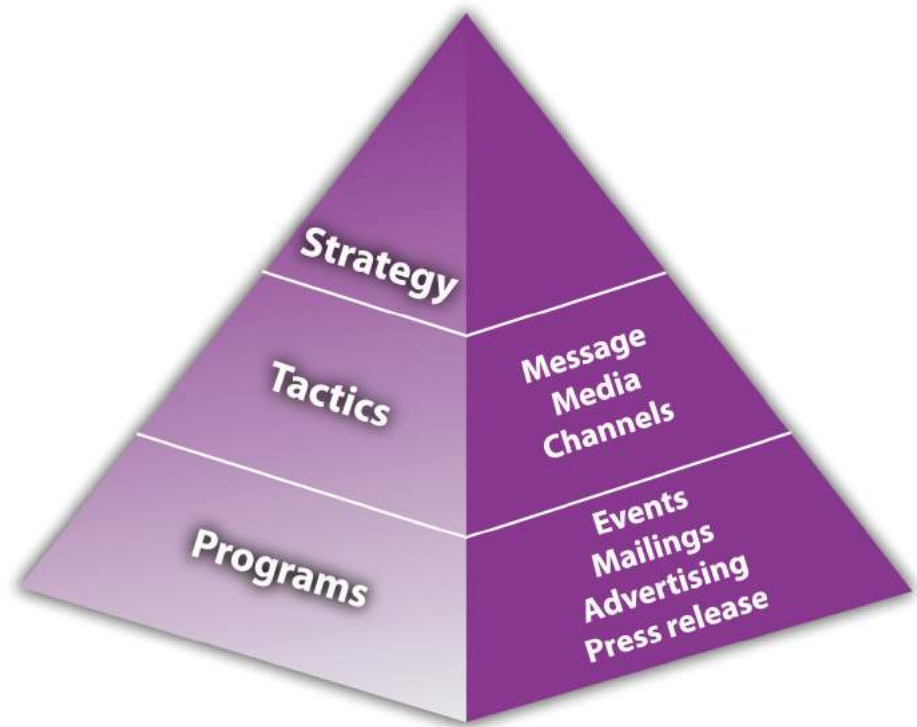 Strategy
Tactics
Message
Media
Channels
Programs
Events
Mailings
Advertising
Press release